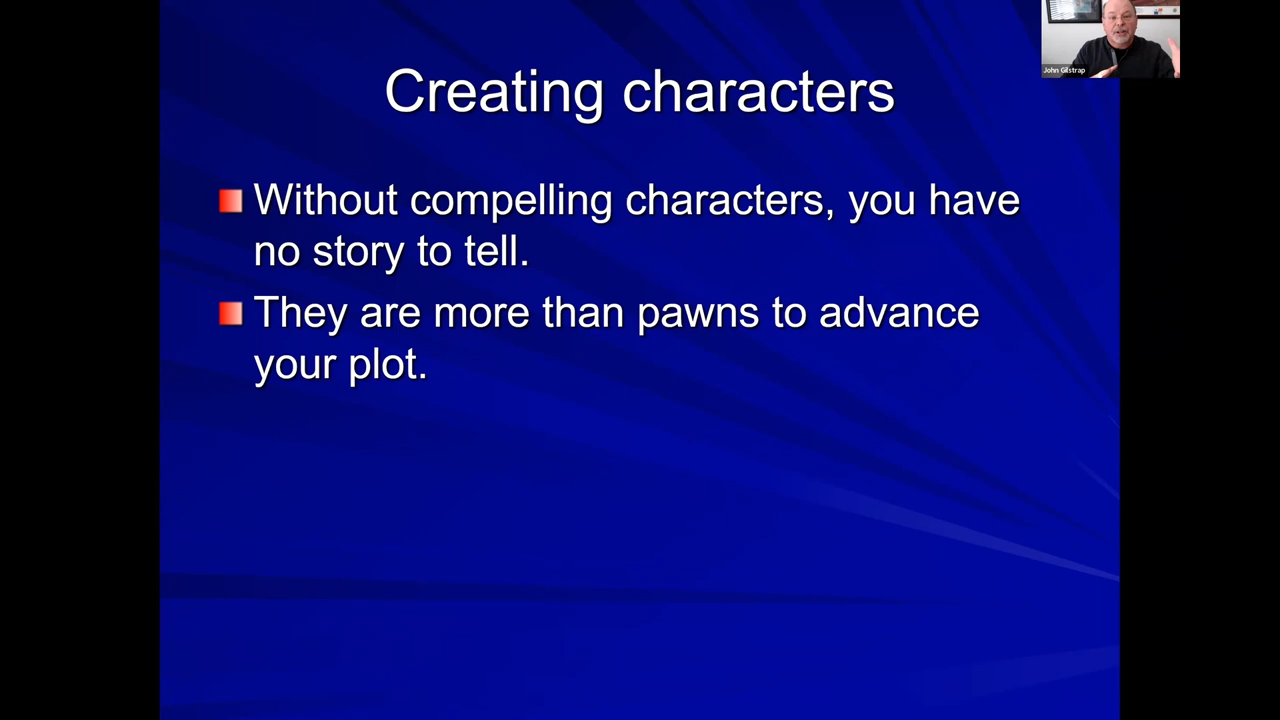 Creating characters
Without compelling characters, you have
no story to tell.
They are more than pawns to advance
your plot.
John Gilstrap